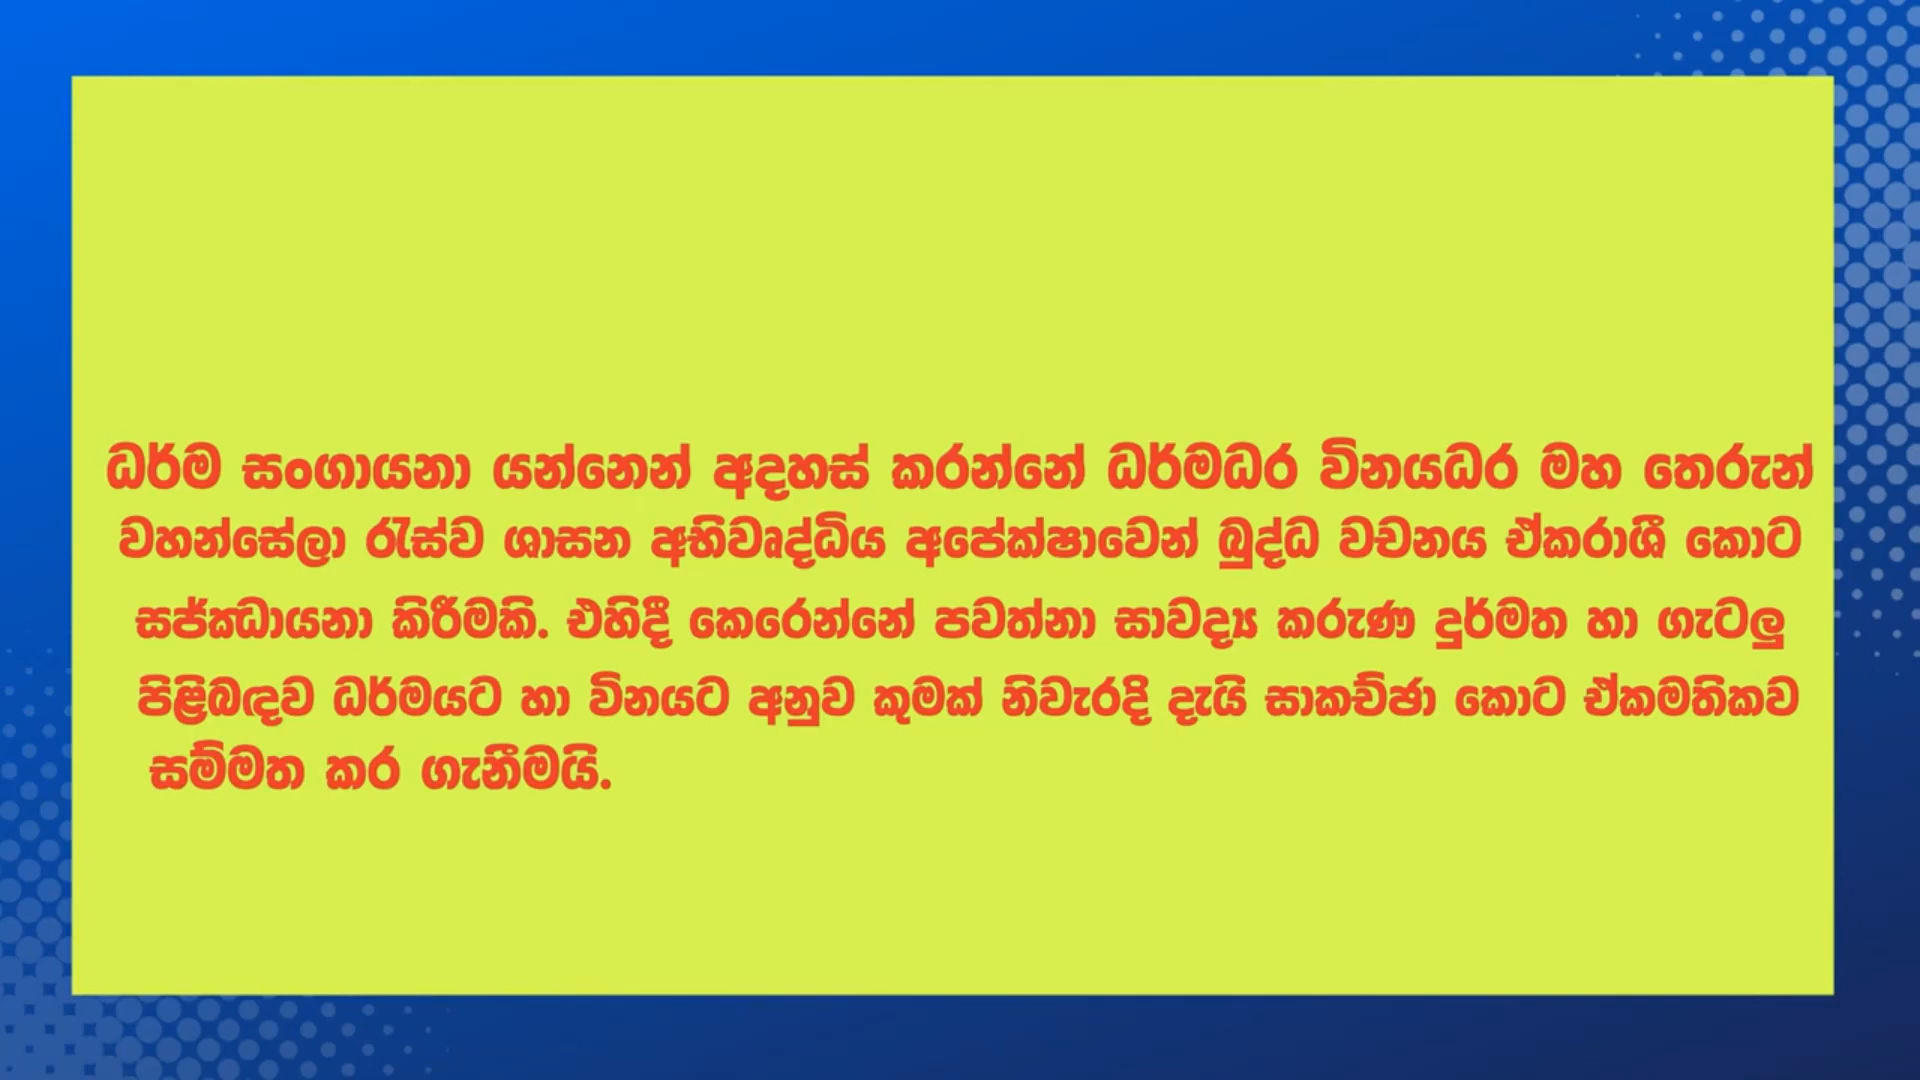 ධර්ම සංගායනා යන්නෙන් අදහස් කරන්නේ ධර්මධර විනයධර මහ තෙරුන්
වහන්සේලා රැස්ව ශාසන අභිවෘද්ධිය අපේක්ෂාවෙන් බුද්ධ වචනය ඒකරාශී කොට
සජ්ඣායනා කිරීමකි. එහිදී කෙරෙන්නේ පවත්නා සාවද්‍ය කරුණ දුර්මත හා ගැටලු
පිළිබඳව ධර්මයට හා විනයට අනුව කුමක් නිවැරදි දැයි සාකච්ඡා කොට ඒකමතිකව
සම්මත කර ගැනීමයි.